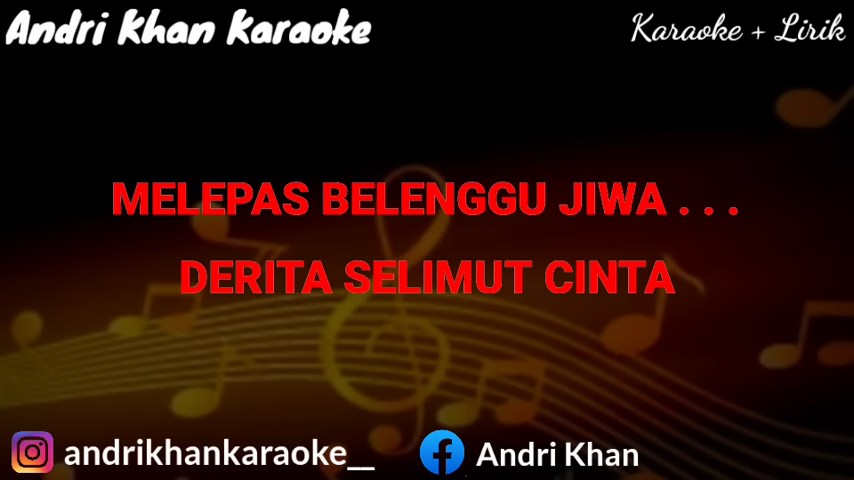 Andri Khan Karaoke
Karaoke + Lirik
MELEPAS BELENGGU JIWA . . .
DERITA SELIMUT CINTA
andrikhankaraoke__
Andri Khan